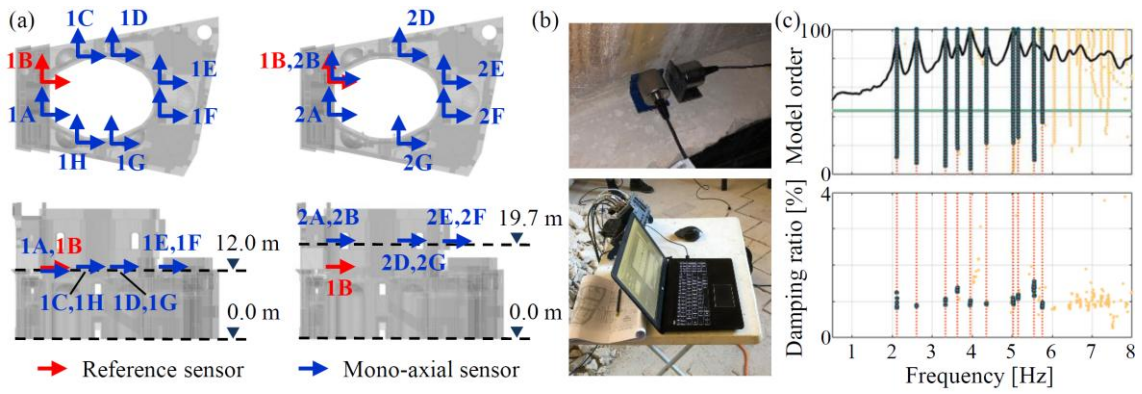 (a)
1C 1D
1B
1E
1A
1F
1H
1G
2D
1B,2B
2E
2A
2F
2G
1A,1B
1E,1F
12.0 m
1C,1H
1D,1G
0.0 m
2A,2B
2E,2F
19.7 m
2D,2G
1B
0.0 m
Reference sensor
Mono-axial sensor
(b)
(c)
Model order
100
0
Damping ratio [%]
4
0
1 2 3 4 5 6 7 8
Frequency [Hz]